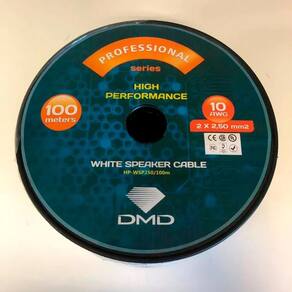 PROFESSIONAL
series
HIGH
PERFORMANCE
100
meters
10
AWG
2 X 2,50 mm2
WHITE SPEAKER CABLE
HP-WSP250/100m
DMD